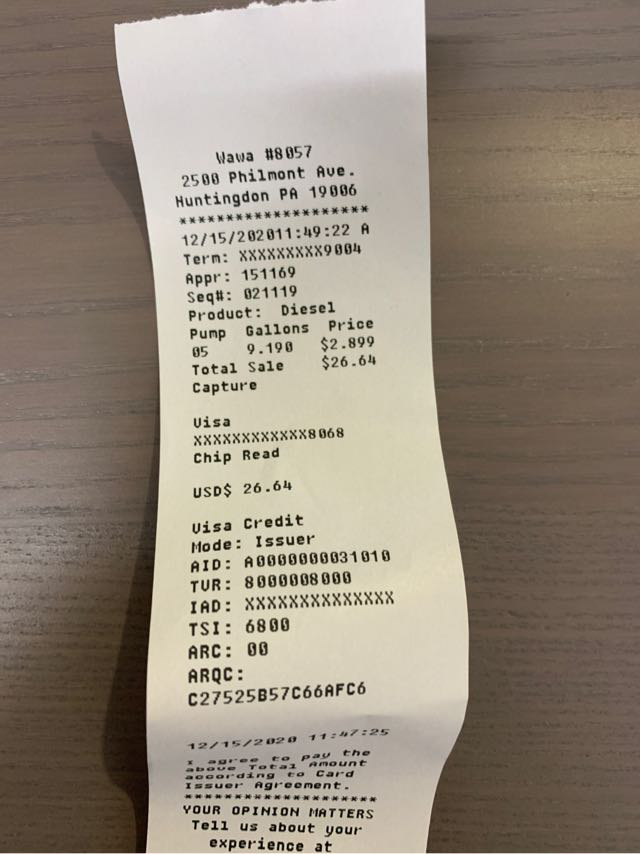 Wawa #8057
2500 Philmont Ave.
Huntingdon PA 19006
********************
12/15/202011:49:22 A
Term: XXXXXXXXX9004
Appr: 151169
Seq#: 021119
Product: Diesel
Pump Gallons Price
05 9.190 $2.899
Total Sale $26.64
Capture
Visa
XXXXXXXXXXXX8068
Chip Read
USD$ 26.64
Visa Credit
Mode: Issuer
AID: A0000000031010
TVR: 8000008000
IAD: XXXXXXXXXXXXXX
TSI: 6800
ARC: 00
ARQC:
C27525B57C66AFC6
12/15/2020 11:47:25
I agree to pay the
above Total Amount
according to Card
Issuer Agreement.
********************
YOUR OPINION MATTERS
Tell us about your
experience at